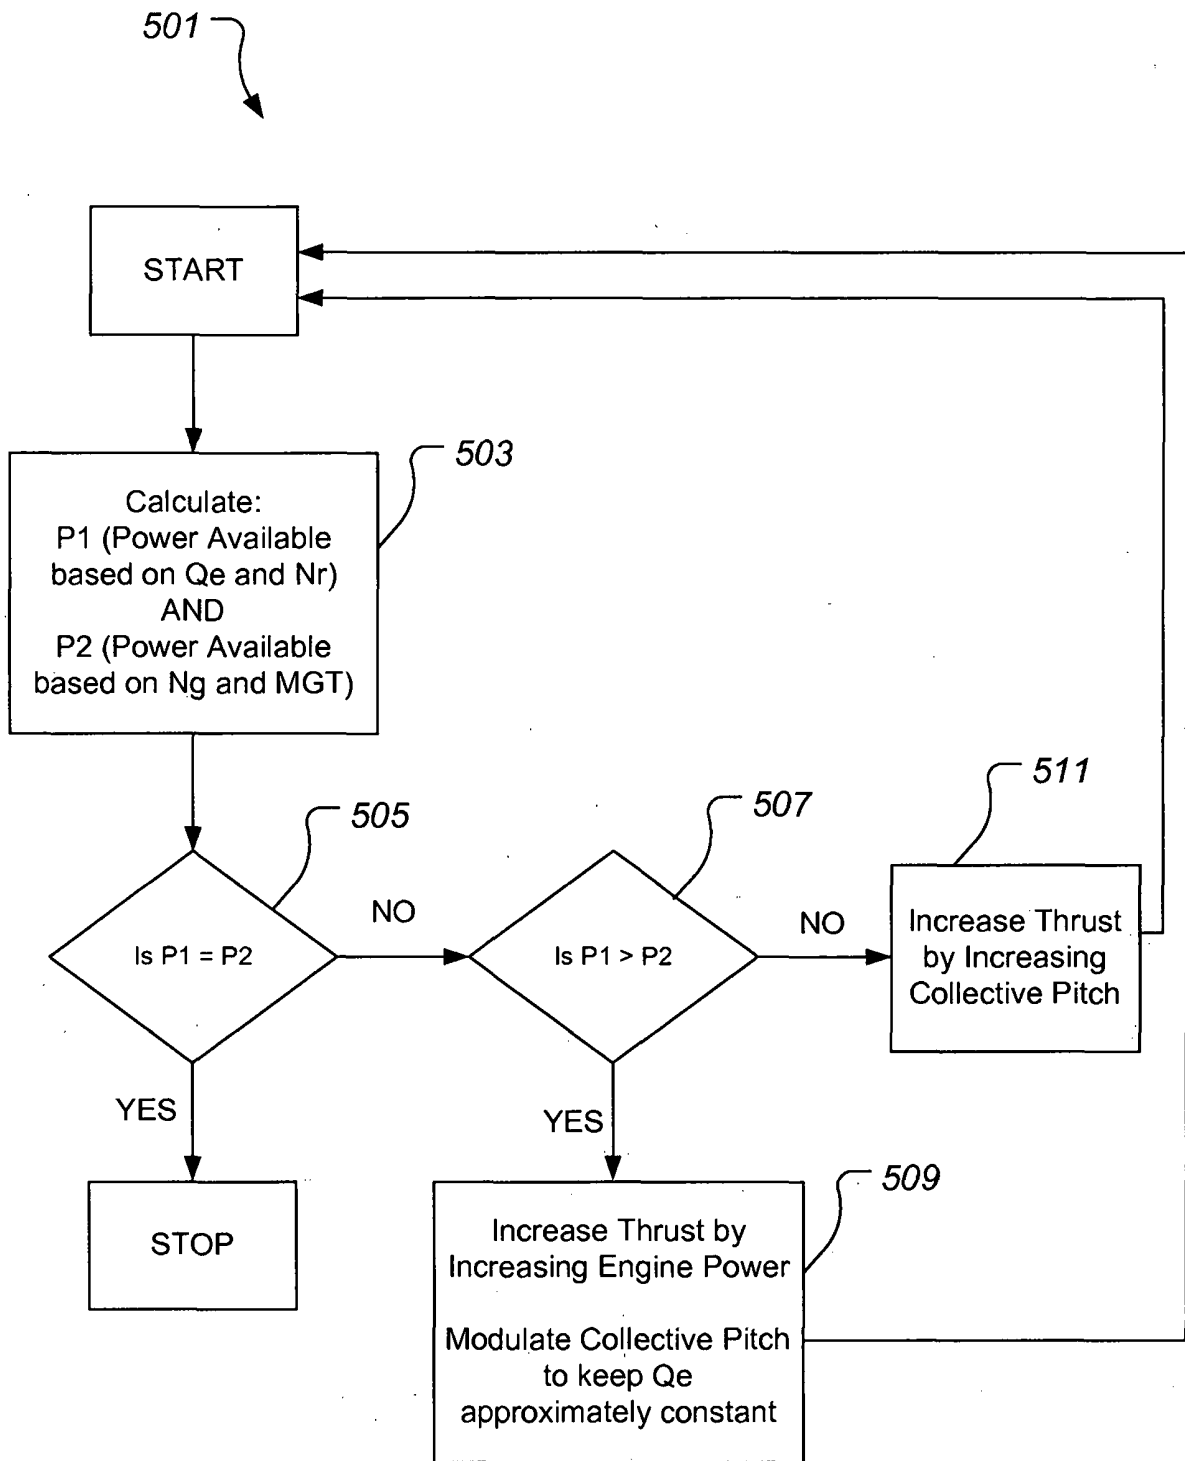 501
START
503
Calculate:
P1 (Power Available
based on Qe and Nr)
AND
P2 (Power Available
based on Ng and MGT)
505
507
511
Is P1 = P2
NO
Is P1 > P2
NO
Increase Thrust
by Increasing
Collective Pitch
YES
YES
STOP
509
Increase Thrust by
Increasing Engine Power
Modulate Collective Pitch
to keep Qe
approximately constant